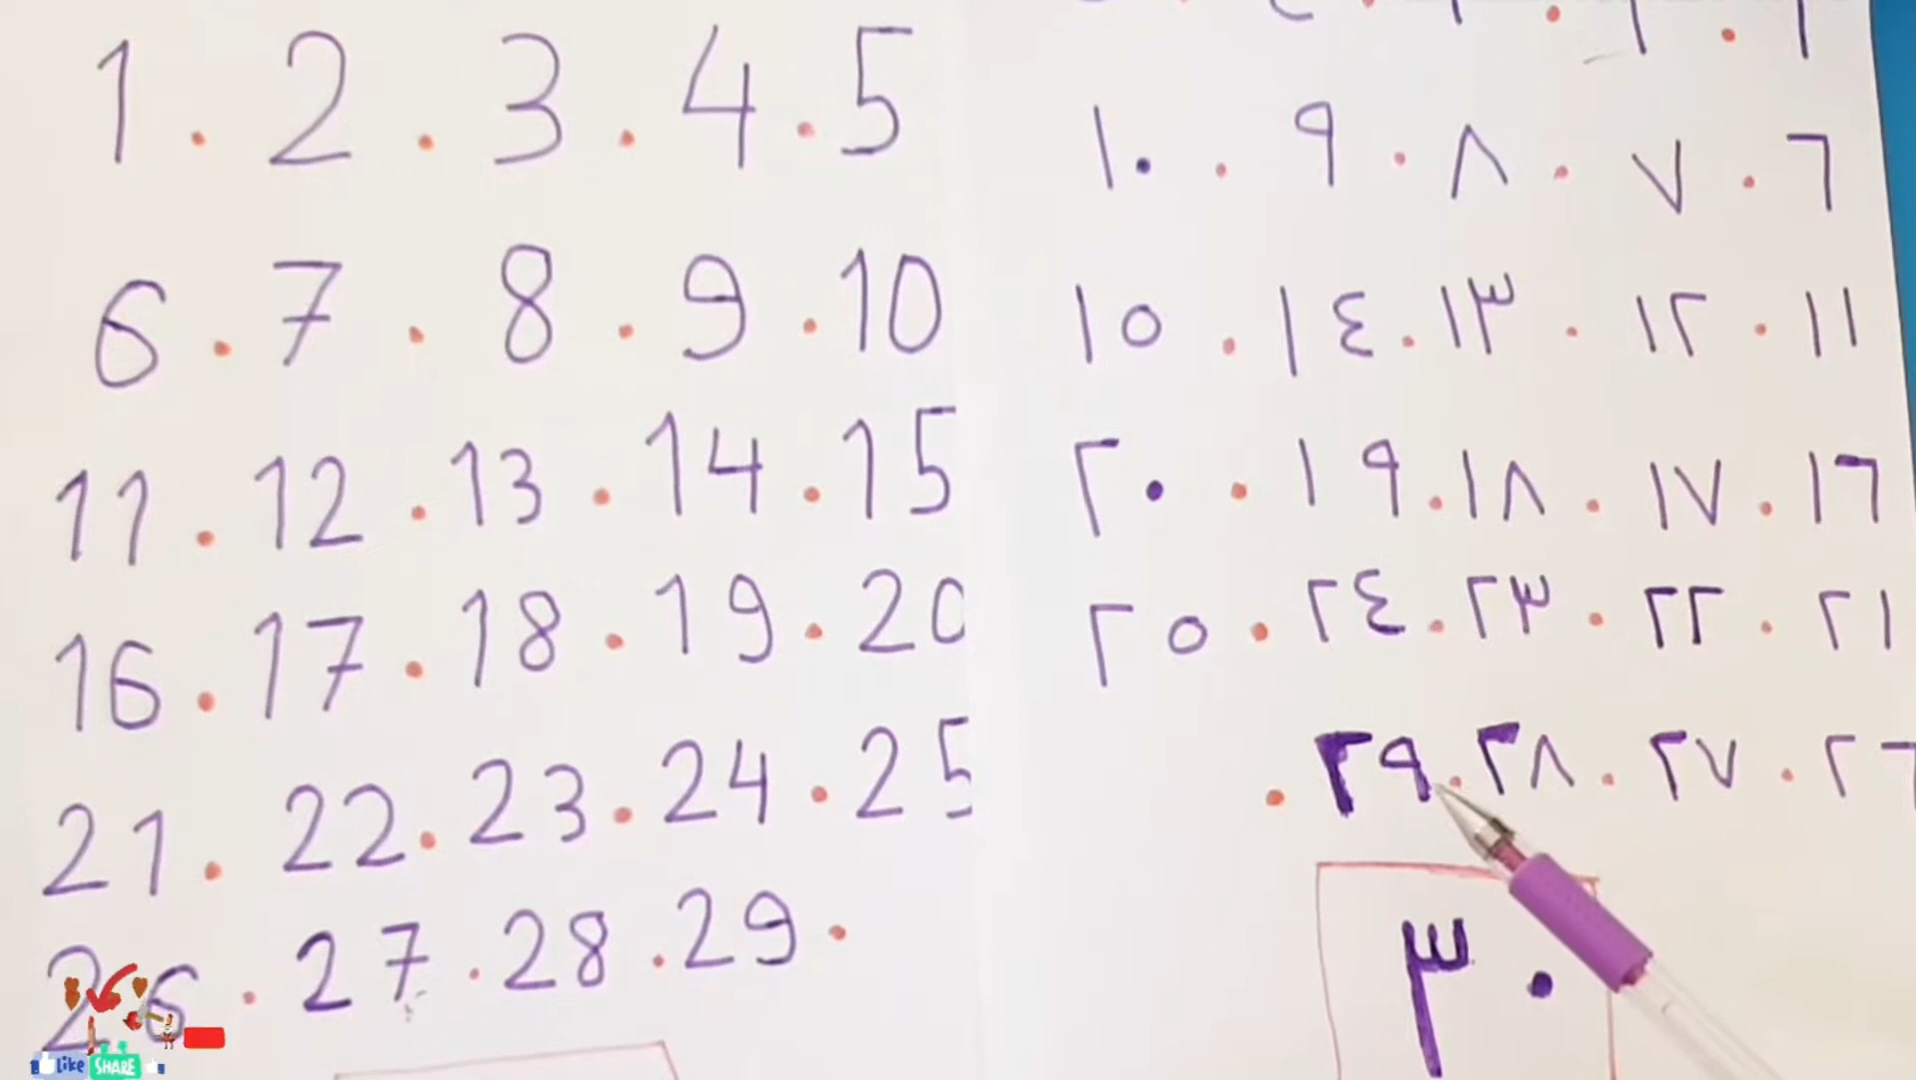 1 . 2 . 3 . 4 . 5
6 . 7 . 8 . 9 . 10
11 . 12 . 13 . 14 . 15
16 . 17 . 18 . 19 . 20
21 . 22 . 23 . 24 . 25
26 . 27 . 28 . 29 .
٦ . ٧ . ٨ . ٩ . ١٠
١١ . ١٢ . ١٣ . ١٤ . ١٥
١٦ . ١٧ . ١٨ . ١٩ . ٢٠
٢١ . ٢٢ . ٢٣ . ٢٤ . ٢٥
٢٦ . ٢٧ . ٢٨ . ٢٩ .
٣٠
like SHARE